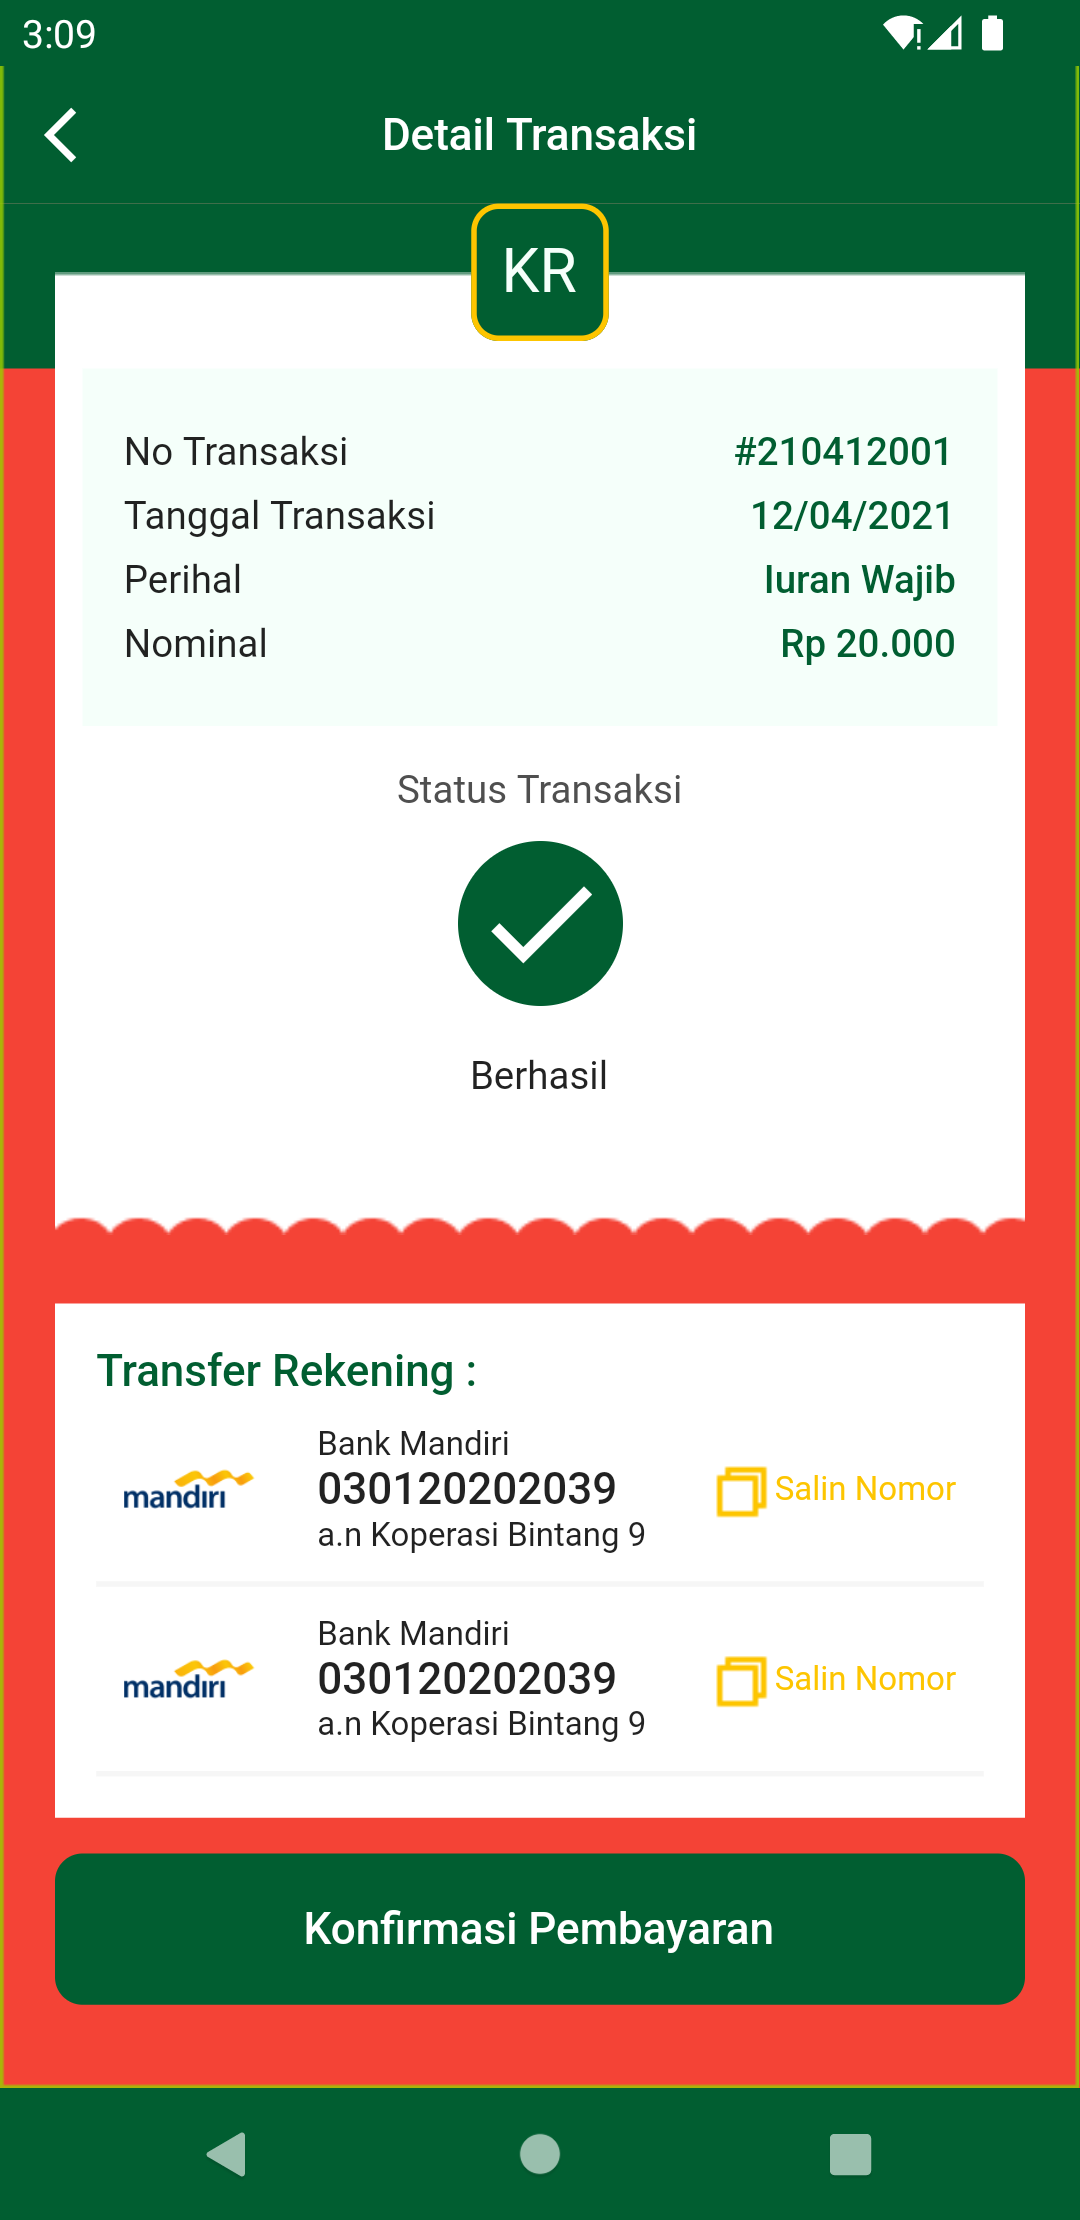 3:09
Detail Transaksi
KR
No Transaksi #210412001
Tanggal Transaksi 12/04/2021
Perihal Iuran Wajib
Nominal Rp 20.000
Status Transaksi
Berhasil
Transfer Rekening :
Bank Mandiri
mandiri 030120202039 Salin Nomor
a.n Koperasi Bintang 9
Bank Mandiri
mandiri 030120202039 Salin Nomor
a.n Koperasi Bintang 9
Konfirmasi Pembayaran